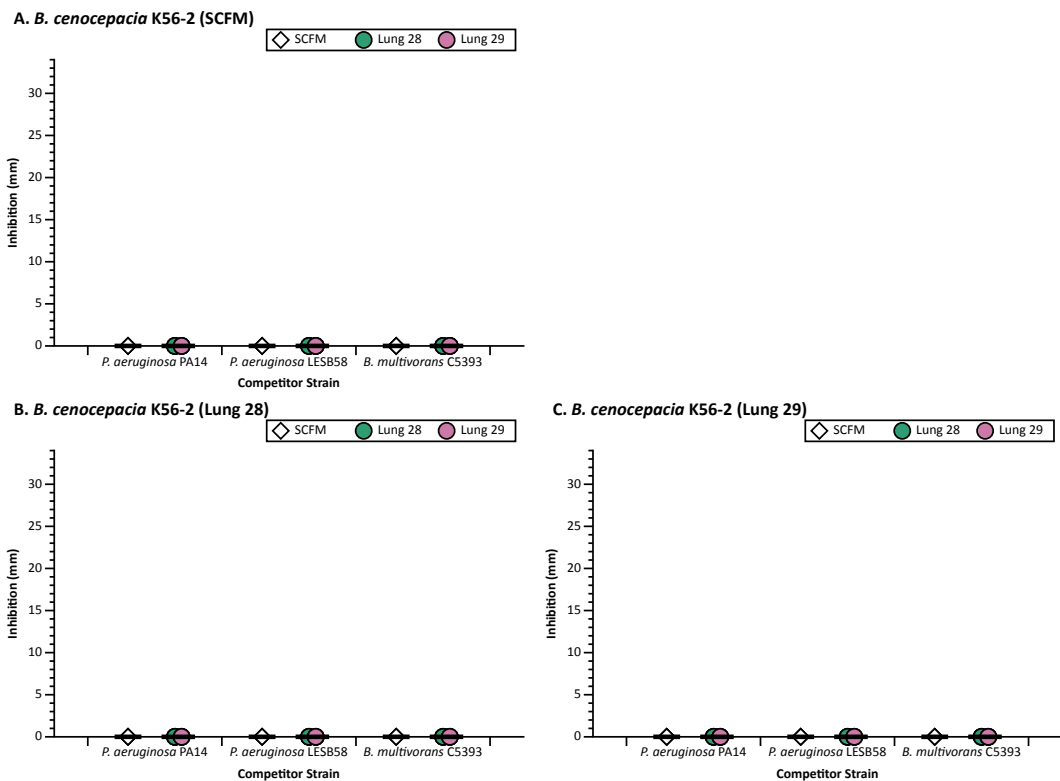 A. B. cenocepacia K56-2 (SCFM)
SCFM Lung 28 Lung 29
30
25
20
15
10
5
0
Inhibition (mm)
P. aeruginosa PA14 P. aeruginosa LESB58 B. multivorans C5393
Competitor Strain
B. B. cenocepacia K56-2 (Lung 28)
SCFM Lung 28 Lung 29
30
25
20
15
10
5
0
Inhibition (mm)
P. aeruginosa PA14 P. aeruginosa LESB58 B. multivorans C5393
Competitor Strain
C. B. cenocepacia K56-2 (Lung 29)
SCFM Lung 28 Lung 29
30
25
20
15
10
5
0
Inhibition (mm)
P. aeruginosa PA14 P. aeruginosa LESB58 B. multivorans C5393
Competitor Strain